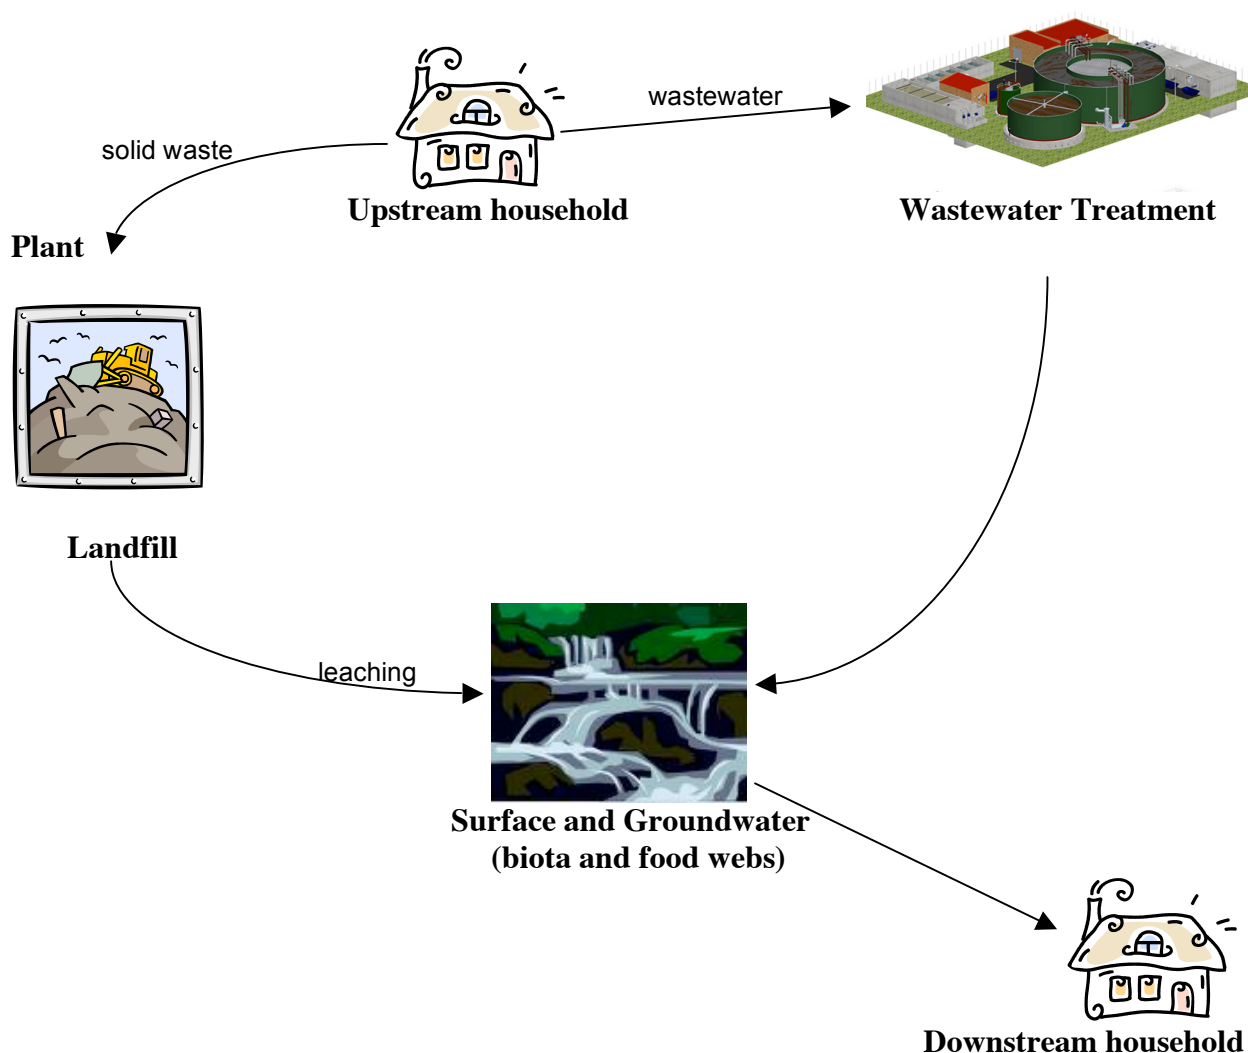 wastewater
solid waste
Upstream household
Wastewater Treatment
Plant
Landfill
leaching
Surface and Groundwater
(biota and food webs)
Downstream household